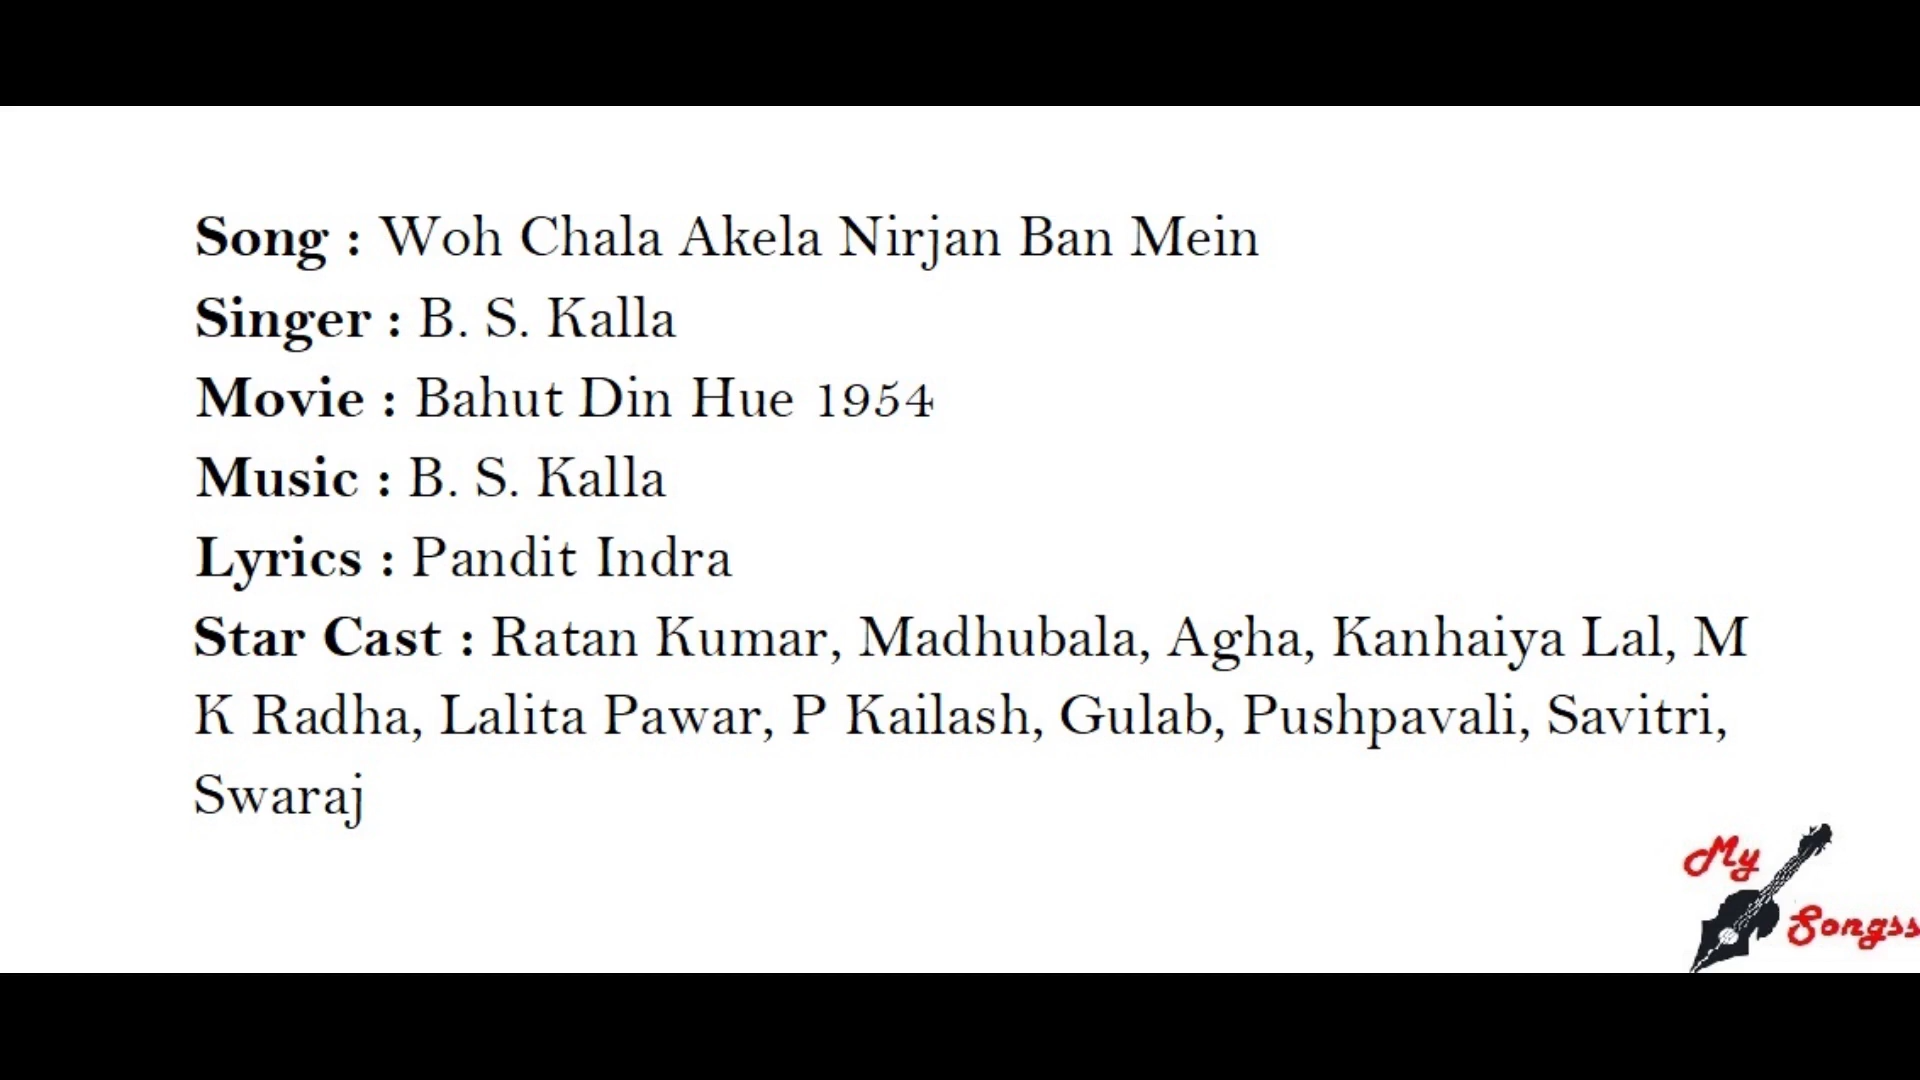 Song : Woh Chala Akela Nirjan Ban Mein
Singer : B. S. Kalla
Movie : Bahut Din Hue 1954
Music : B. S. Kalla
Lyrics : Pandit Indra
Star Cast : Ratan Kumar, Madhubala, Agha, Kanhaiya Lal, M
K Radha, Lalita Pawar, P Kailash, Gulab, Pushpavali, Savitri,
Swaraj
My
Songss